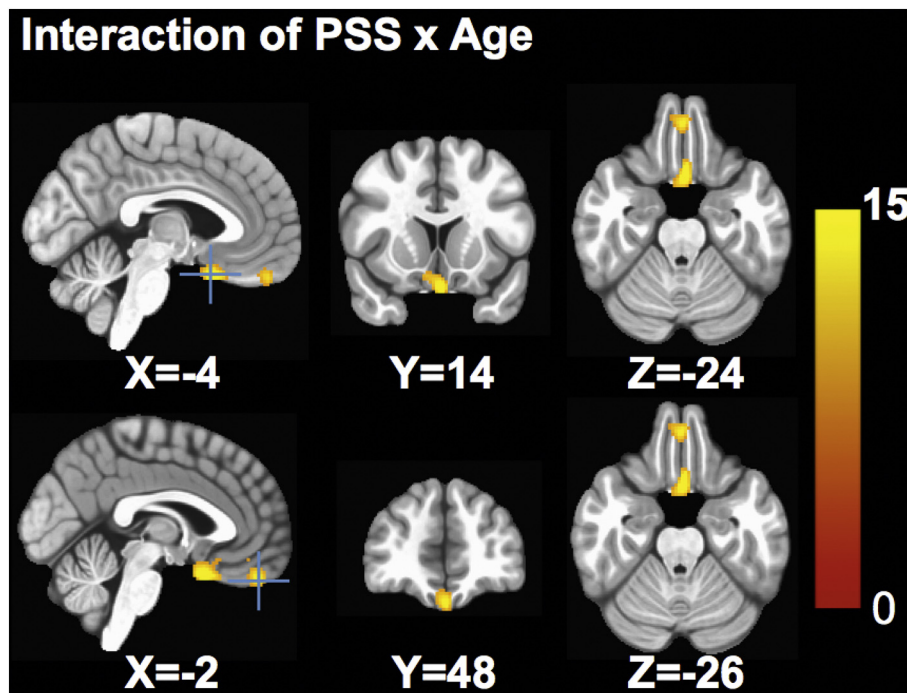 Interaction of PSS x Age
15
X=-4 Y=14 Z=-24
0
X=-2 Y=48 Z=-26